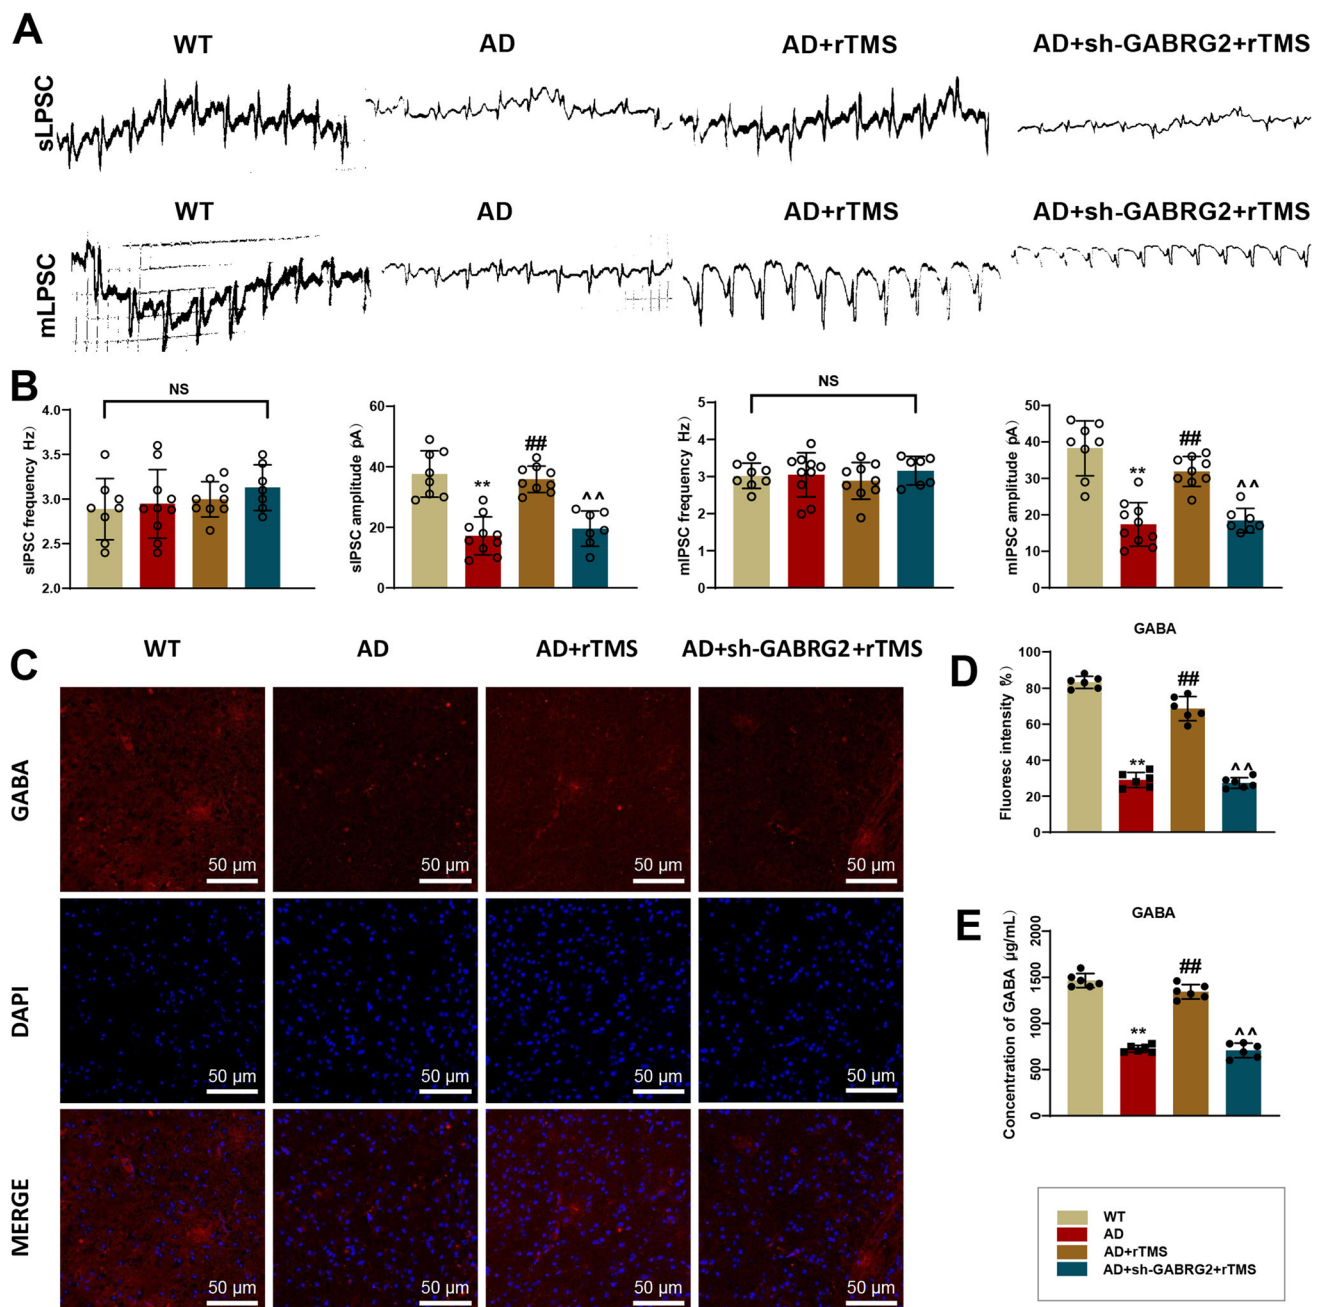 A
WT AD AD+rTMS AD+sh-GABRG2+rTMS
sLPSC
WT AD AD+rTMS AD+sh-GABRG2+rTMS
mLPSC
B
sIPSC frequency Hz）
4.0
3.5
3.0
2.5
2.0
NS
sIPSC amplitude pA）
60
40
20
0
** ## ^^
mIPSC frequency Hz）
5
4
3
2
1
0
NS
mIPSC amplitude pA）
50
40
30
20
10
0
** ## ^^
C
WT AD AD+rTMS AD+sh-GABRG2+rTMS
GABA
50 μm 50 μm 50 μm 50 μm
DAPI
50 μm 50 μm 50 μm 50 μm
MERGE
50 μm 50 μm 50 μm 50 μm
D
GABA
Fluoresc intensity %）
100
80
60
40
20
0
** ## ^^
E
GABA
Concentration of GABA （μg/mL）
2000
1500
1000
500
0
** ## ^^
WT
AD
AD+rTMS
AD+sh-GABRG2+rTMS